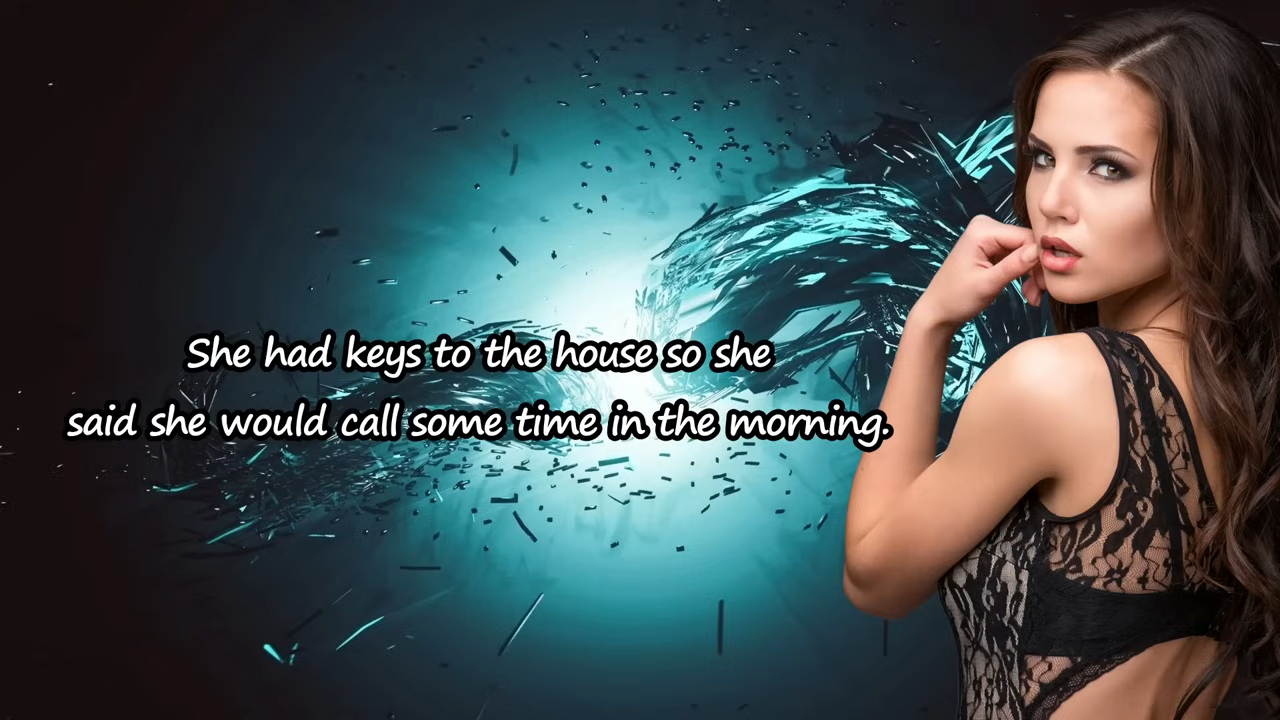 She had keys to the house so she
said she would call some time in the morning.